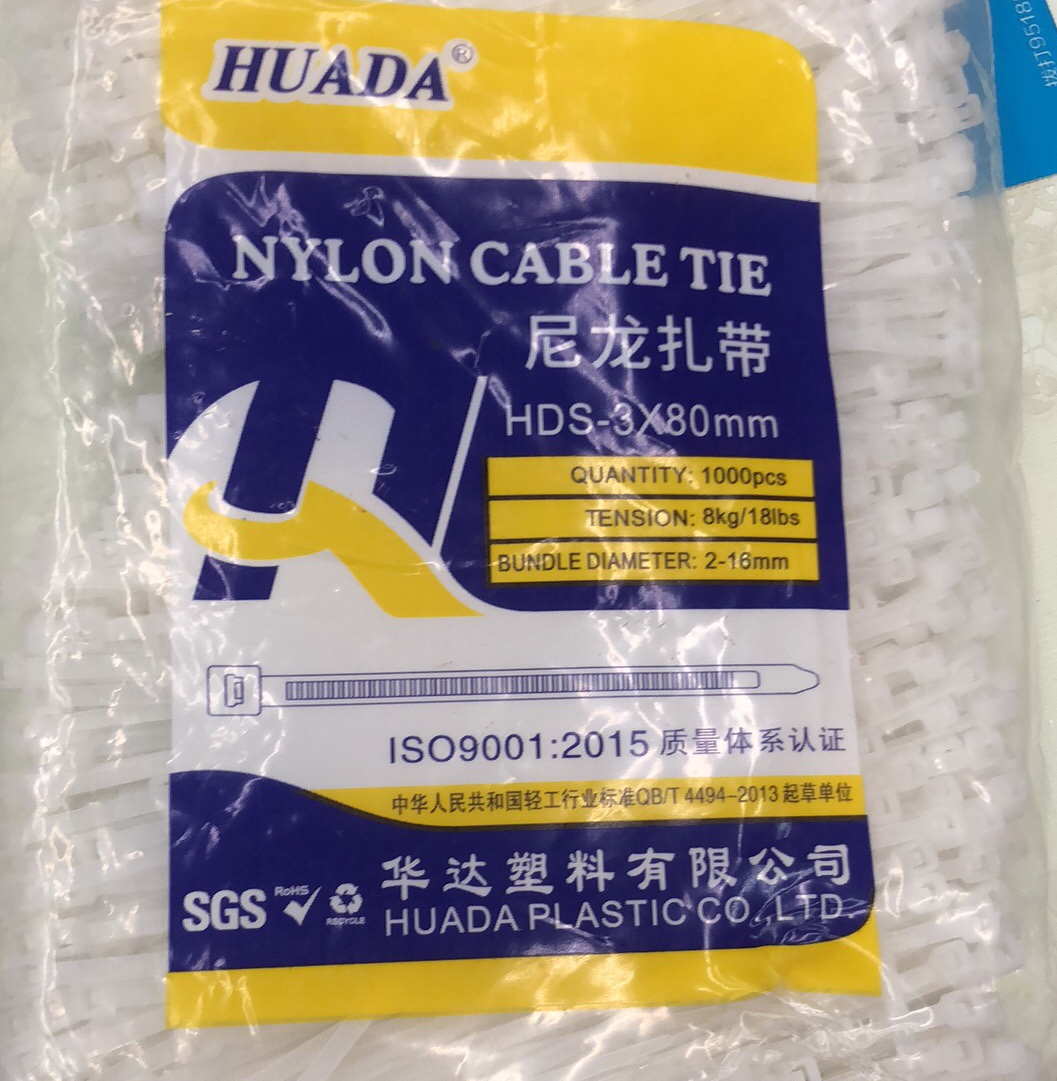 HUADA®
NYLON CABLE TIE
尼龙扎带
HDS-3X80mm
QUANTITY: 1000pcs
TENSION: 8kg/18lbs
BUNDLE DIAMETER: 2-16mm
ISO9001:2015 质量体系认证
中华人民共和国轻工行业标准QB/T 4494-2013 起草单位
华达塑料有限公司
HUADA PLASTIC CO.,LTD.
SGS
RoHS
RECYCLE
95518